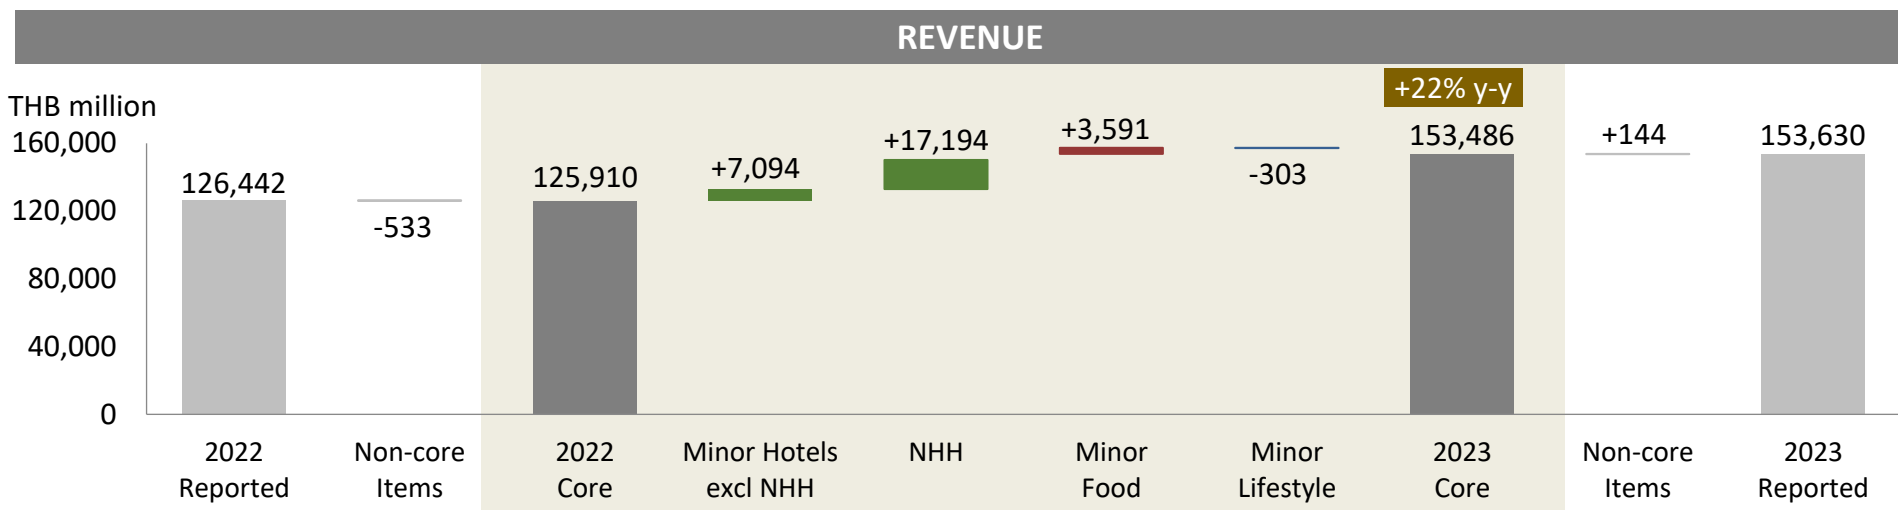 REVENUE
+22% y-y
THB million
160,000
120,000
80,000
40,000
0
126,442
-533
125,910
+7,094
+17,194
+3,591
-303
153,486
+144
153,630
2022
Reported
Non-core
Items
2022
Core
Minor Hotels
excl NHH
NHH
Minor
Food
Minor
Lifestyle
2023
Core
Non-core
Items
2023
Reported